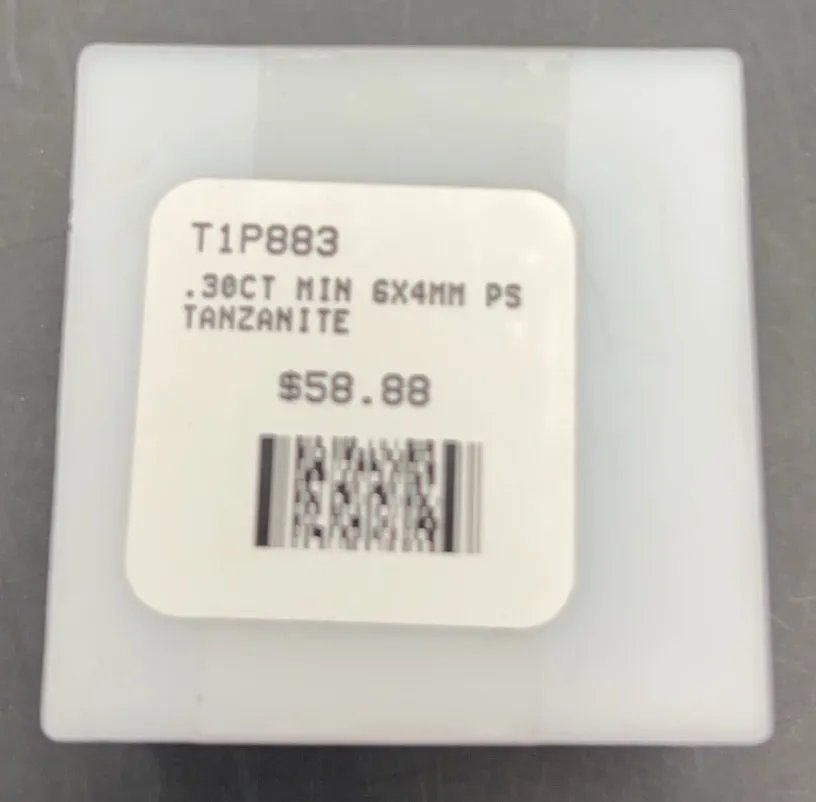 T1P883
.30CT MIN 6X4MM PS
TANZANITE
$58.88